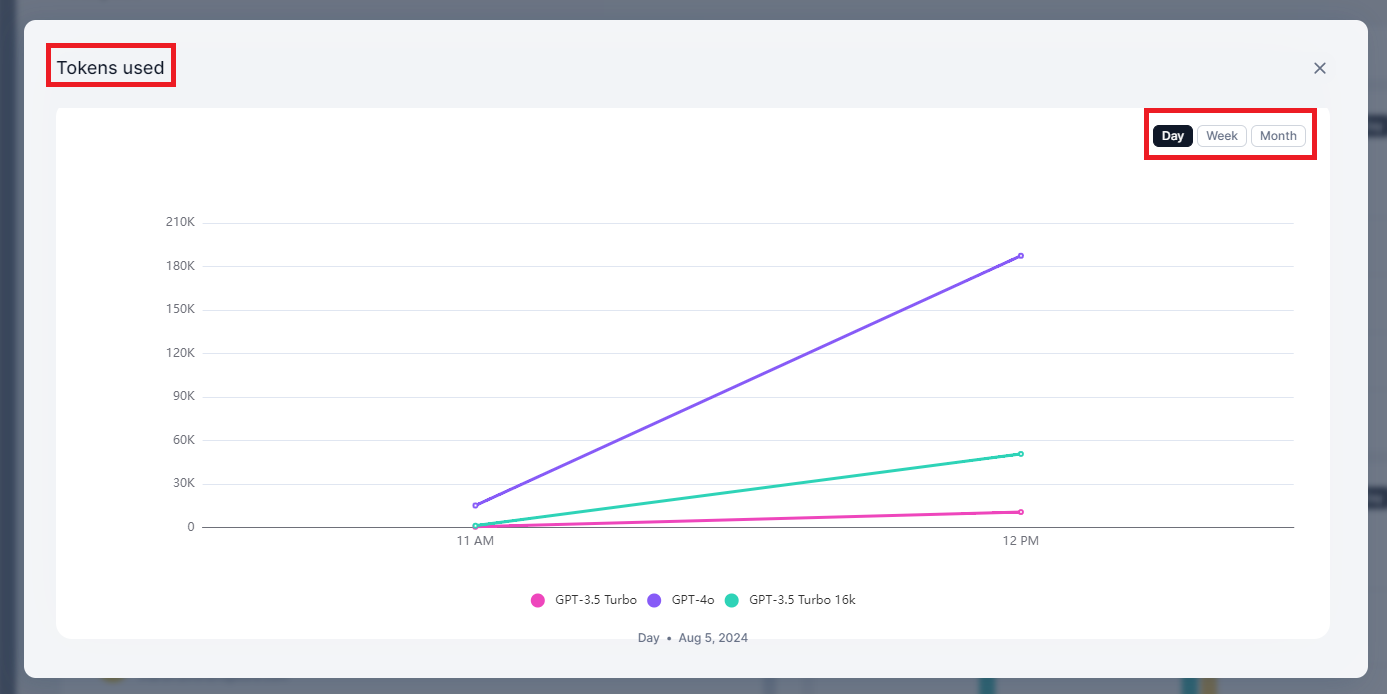 Tokens used
Day Week Month
210K
180K
150K
120K
90K
60K
30K
0
11 AM 12 PM
GPT-3.5 Turbo GPT-4o GPT-3.5 Turbo 16k
Day • Aug 5, 2024